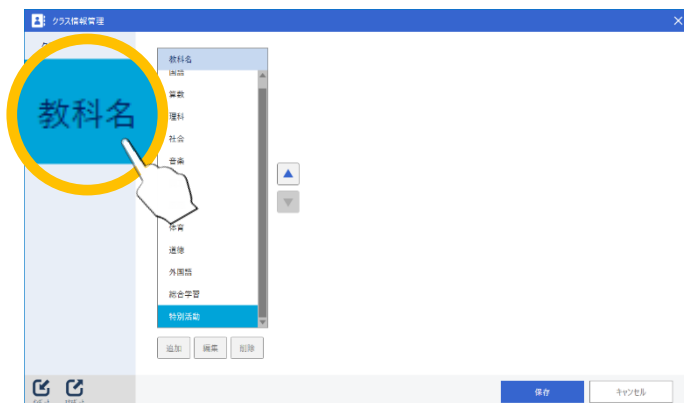 クラス情報管理
教科名
教科名
国語
算数
理科
社会
音楽
体育
道徳
外国語
総合学習
特別活動
追加 編集 削除
保存 キャンセル